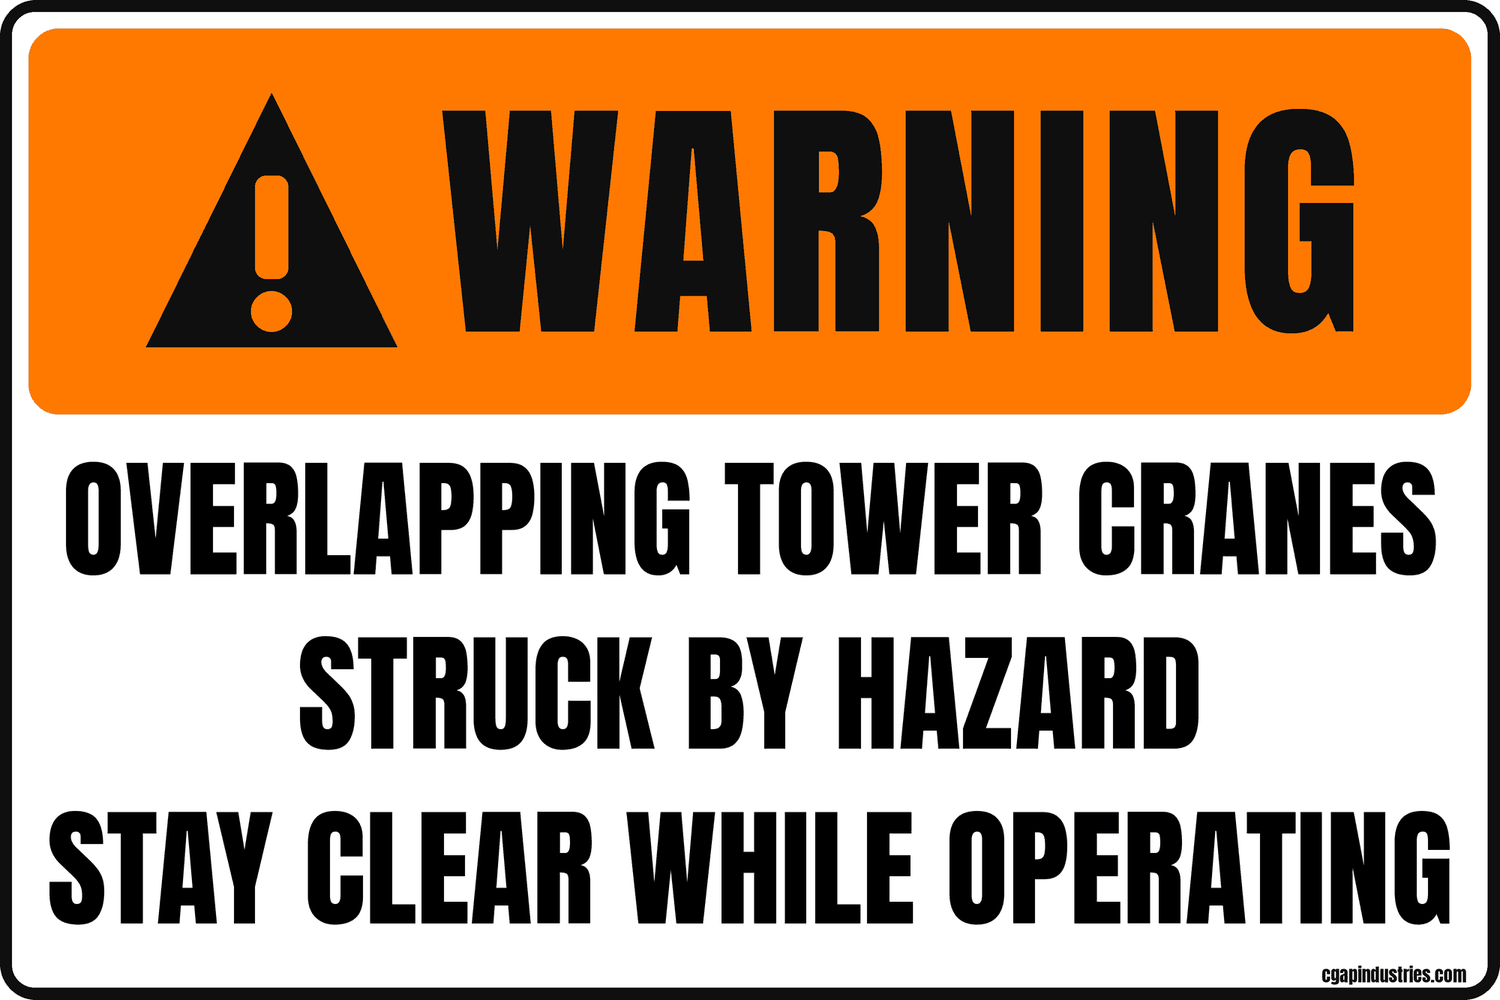 WARNING
OVERLAPPING TOWER CRANES
STRUCK BY HAZARD
STAY CLEAR WHILE OPERATING
cgapindustries.com